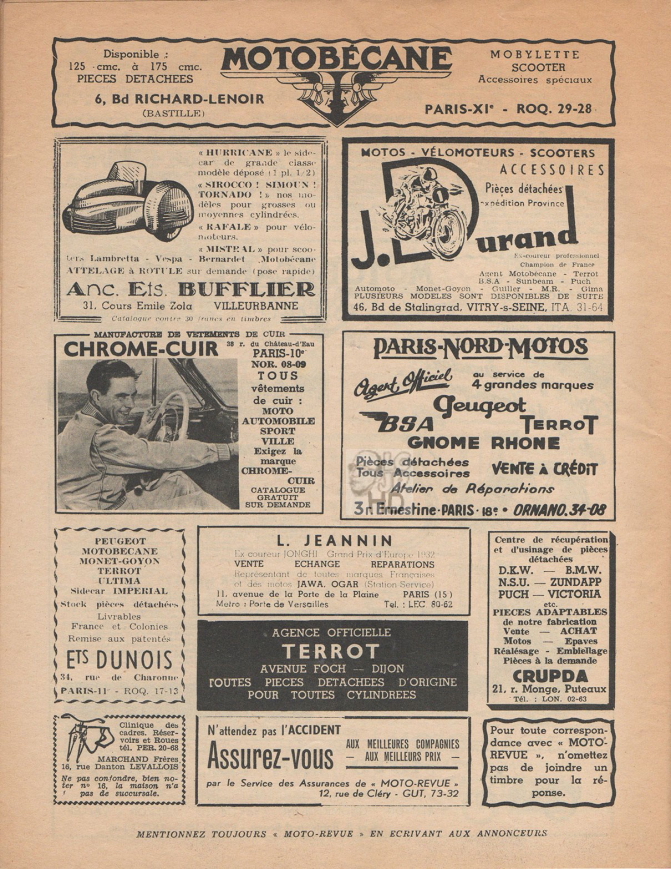 Disponible :
125 cmc. à 175 cmc.
PIECES DETACHEES
6, Bd RICHARD-LENOIR
(BASTILLE)
MOTOBÉCANE
MOBYLETTE
SCOOTER
Accessoires spéciaux
PARIS-XIe - ROQ. 29-28
« HURRICANE » le side-
car de grande classe
modèle déposé (1 pl. 1/2)
« SIROCCO ! SIMOUN !
TORNADO ! » nos mo-
dèles pour grosses ou
moyennes cylindrées.
« RAFALE » pour vélo-
moteurs.
« MISTRAL » pour scoo-
ters Lambretta - Vespa - Bernardet - Motobécane
ATTELAGE A ROTULE sur demande (pose rapide)
Anc. Ets. BUFFLIER
31. Cours Emile Zola VILLEURBANNE
Catalogue contre 30 francs en timbres
MOTOS - VÉLOMOTEURS - SCOOTERS
ACCESSOIRES
Pièces détachées
Expédition Province
J. Durand
Ex-coureur professionnel
Champion de France
Agent Motobécane - Terrot
B.S.A - Sunbeam - Puch
Automoto - Monet-Goyon - Guiller - M.R. - Gima
PLUSIEURS MODELES SONT DISPONIBLES DE SUITE
46, Bd de Stalingrad, VITRY-s-SEINE, ITA. 31-64
MANUFACTURE DE VETEMENTS DE CUIR
CHROME-CUIR
38 r. du Château-d'Eau
PARIS-10e
NOR. 08-09
TOUS
vêtements
de cuir :
MOTO
AUTOMOBILE
SPORT
VILLE
Exigez la
marque
CHROME-
CUIR
CATALOGUE
GRATUIT
SUR DEMANDE
PARIS-NORD-MOTOS
Agent Officiel
au service de
4 grandes marques
Peugeot
BSA TERROT
GNOME RHONE
Pièces détachées
Tous Accessoires
VENTE à CRÉDIT
Atelier de Réparations
3 r. Ernestine - PARIS - 18e • ORNANO. 34-08
PEUGEOT
MOTOBECANE
MONET-GOYON
TERROT
ULTIMA
Sidecar IMPERIAL
Stock pièces détachées
Livrables
France et Colonies
Remise aux patentés
ETS DUNOIS
34, rue de Charonne
PARIS-11e - ROQ. 17-13
L. JEANNIN
Ex coureur JONGHI Grand Prix d'Europe 1932
VENTE ECHANGE REPARATIONS
Représentant de toutes marques Françaises
et des motos JAWA, OGAR (Station Service)
11, avenue de la Porte de la Plaine PARIS (15)
Métro : Porte de Versailles Tél. : LEC 80-62
AGENCE OFFICIELLE
TERROT
AVENUE FOCH — DIJON
TOUTES PIECES DETACHEES D'ORIGINE
POUR TOUTES CYLINDREES
Centre de récupération
et d'usinage de pièces
détachées
D.K.W. — B.M.W.
N.S.U. — ZUNDAPP
PUCH — VICTORIA
etc.
PIECES ADAPTABLES
de notre fabrication
Vente — ACHAT
Motos — Epaves
Réalésage - Embiellage
Pièces à la demande
CRUPDA
21. r. Monge, Puteaux
Tél. : LON. 02-63
Clinique des
cadres. Réser-
voirs et Roues
tél. PER. 20-68
MARCHAND Frères
16, rue Danton LEVALLOIS
Ne pas confondre, bien no-
ter n° 16, la maison n'a
pas de succursale.
N'attendez pas l'ACCIDENT
Assurez-vous
AUX MEILLEURES COMPAGNIES
AUX MEILLEURS PRIX
par le Service des Assurances de « MOTO-REVUE »
12, rue de Cléry - GUT, 73-32
Pour toute correspon-
dance avec « MOTO-
REVUE », n'omettez
pas de joindre un
timbre pour la ré-
ponse.
MENTIONNEZ TOUJOURS « MOTO-REVUE » EN ECRIVANT AUX ANNONCEURS